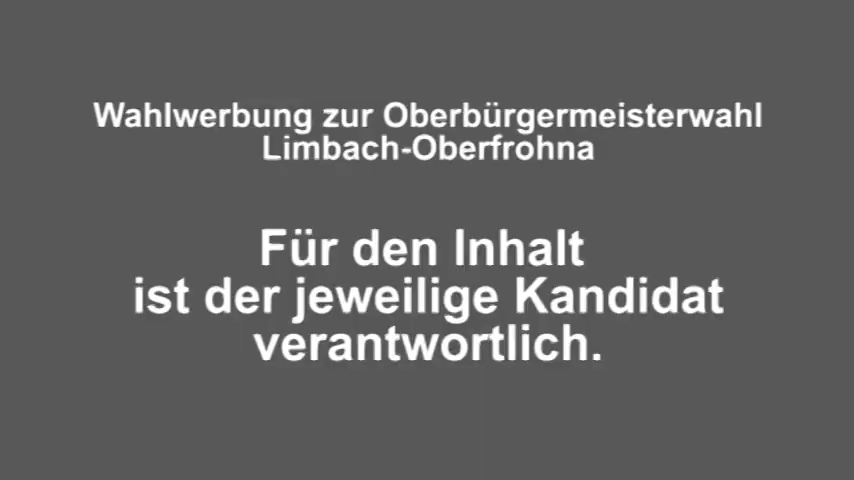 Wahlwerbung zur Oberbürgermeisterwahl
Limbach-Oberfrohna
Für den Inhalt
ist der jeweilige Kandidat
verantwortlich.